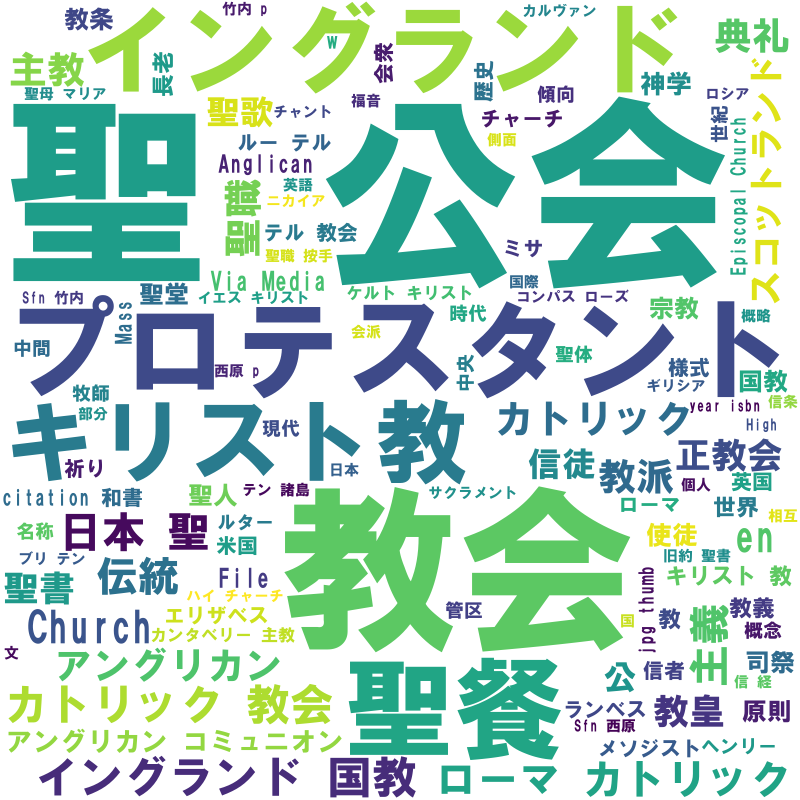 竹内 p
カルヴァン
教条
イングランド
w
会衆
典礼
主教
長老
歴史
神学
聖母 マリア
聖歌
チャント
福音
傾向
ロシア
世紀
スコットランド
チャーチ
ルー テル
側面
聖公会
Anglican
Episcopal Church
英語
ニカイア
聖職
テル 教会
ミサ
聖職 按手
Via Media
国際
聖堂
イエス キリスト
ケルト キリスト
コンパス ローズ
Sfn 竹内
Mass
時代
宗教
概略
会派
プロテスタント
中間
聖体
西原 p
中央
様式
ギリシア
国教
牧師
部分
信条
year isbn
キリスト教
カトリック
現代
High
日本
正教会
信徒
教派
祈り
個人
英国
citation 和書
聖人
テン 諸島
サクラメント
ローマ
世界
日本 聖
名称
ルター
米国
教会
使徒
en
相互
ブリ テン
旧約 聖書
伝統
聖書
File
キリスト 教
ハイ チャーチ
jpg thumb
Church
エリザベス
管区
国
教
教義
概念
カンタベリー 主教
主義
文
アングリカン
聖餐
信者
司祭
公
信 経
カトリック 教会
ランベス
教皇
原則
Sfn 西原
アングリカン コミュニオン
メソジスト
ヘンリー
イングランド 国教
ローマ カトリック